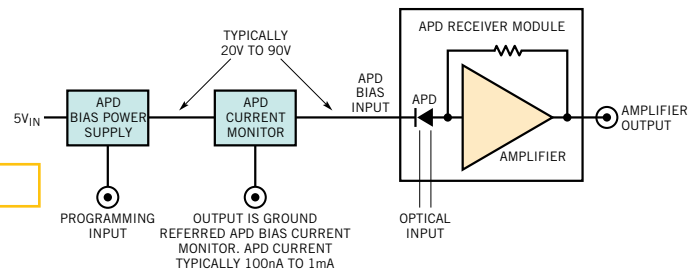 APD RECEIVER MODULE
TYPICALLY
20V TO 90V
APD
BIAS
INPUT
5VIN
APD
BIAS POWER
SUPPLY
APD
CURRENT
MONITOR
APD
AMPLIFIER
AMPLIFIER
OUTPUT
PROGRAMMING
INPUT
OUTPUT IS GROUND
REFERRED APD BIAS CURRENT
MONITOR. APD CURRENT
TYPICALLY 100nA TO 1mA
OPTICAL
INPUT